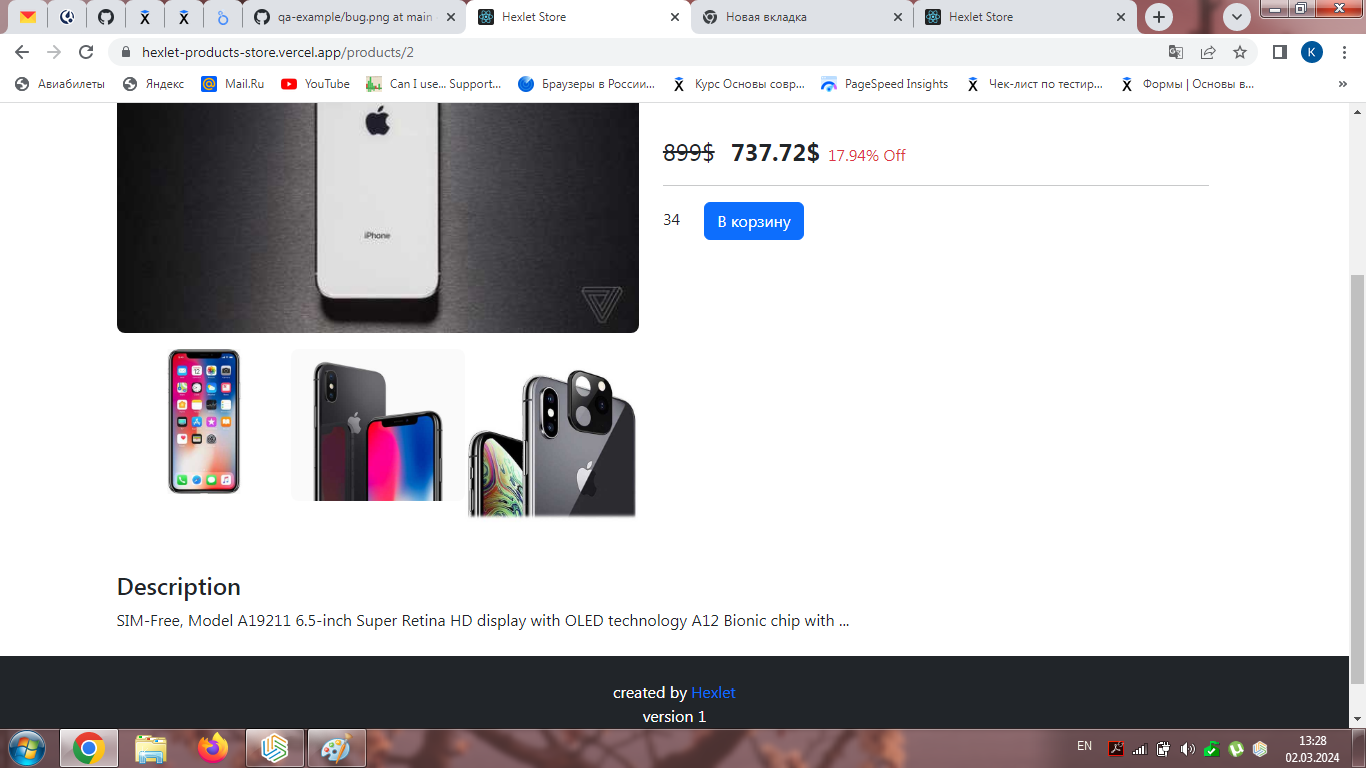 qa-example/bug.png at main
Hexlet Store
Новая вкладка
Hexlet Store
hexlet-products-store.vercel.app/products/2
K
Авиабилеты
Яндекс
Mail.Ru
YouTube
Can I use... Support...
Браузеры в России...
Курс Основы совр...
PageSpeed Insights
Чек-лист по тестир...
Формы | Основы в...
»
iPhone
899$ 737.72$ 17.94% Off
34 В корзину
Description
SIM-Free, Model A19211 6.5-inch Super Retina HD display with OLED technology A12 Bionic chip with ...
created by Hexlet
version 1
EN
13:28
02.03.2024